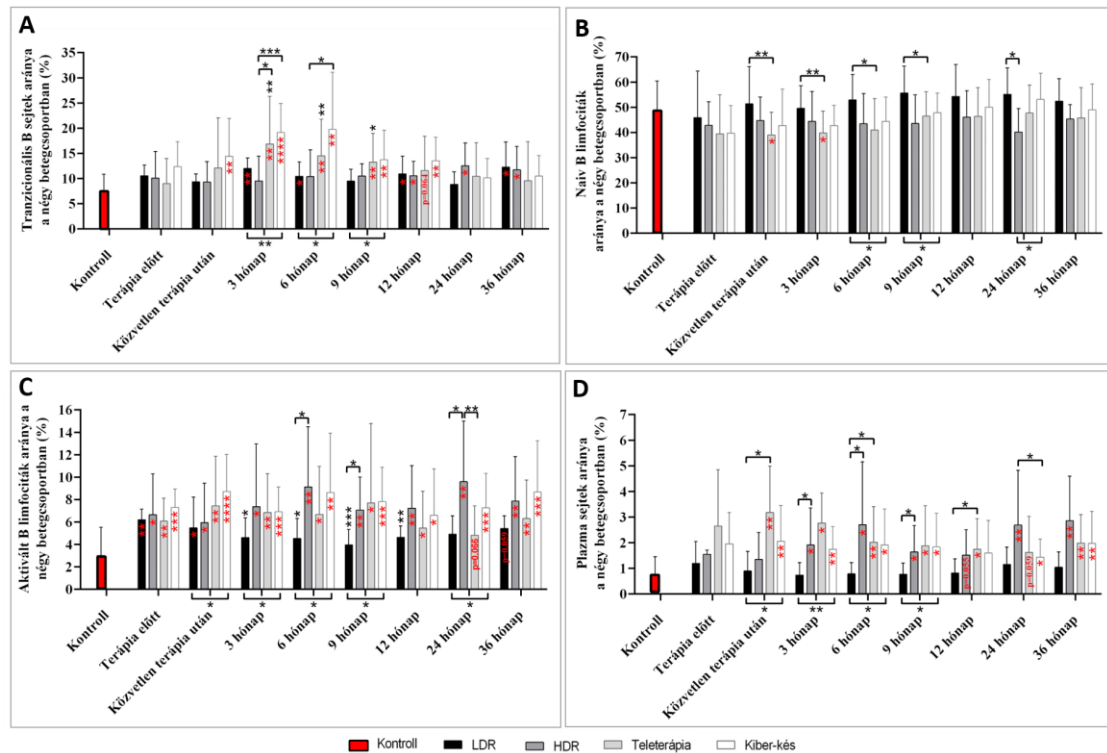 A
Tranzicionális B sejtek aránya
a négy betegcsoportban (%)
35
30
25
20
15
10
5
0
***
*
**
*
**
*
**
****
**
**
**
*
**
**
**
*
*
*
p=0.061
**
*
*
*
**
*
*
Kontroll
Terápia előtt
Közvetlen terápia után
3 hónap
6 hónap
9 hónap
12 hónap
24 hónap
36 hónap
B
Naiv B limfociták
aránya a négy betegcsoportban (%)
70
60
50
40
30
20
10
0
**
**
*
*
*
*
*
*
*
*
Kontroll
Terápia előtt
Közvetlen terápia után
3 hónap
6 hónap
9 hónap
12 hónap
24 hónap
36 hónap
C
Aktivált B limfociták aránya a
négy betegcsoportban (%)
16
14
12
10
8
6
4
2
0
*
*
**
*
*
*
***
**
**
*
**
***
*
*
**
****
*
**
***
**
*
**
**
*
***
**
*
*
**
p=0.066
***
p=0.059
**
*
***
*
*
*
*
*
Kontroll
Terápia előtt
Közvetlen terápia után
3 hónap
6 hónap
9 hónap
12 hónap
24 hónap
36 hónap
D
Plazma sejtek aránya
a négy betegcsoportban (%)
7
6
5
4
3
2
1
0
*
*
*
*
*
*
*
**
**
*
*
**
*
**
*
*
*
*
p=0.055
*
**
p=0.059
*
**
**
**
*
**
*
*
Kontroll
Terápia előtt
Közvetlen terápia után
3 hónap
6 hónap
9 hónap
12 hónap
24 hónap
36 hónap
Kontroll LDR HDR Teleterápia Kiber-kés